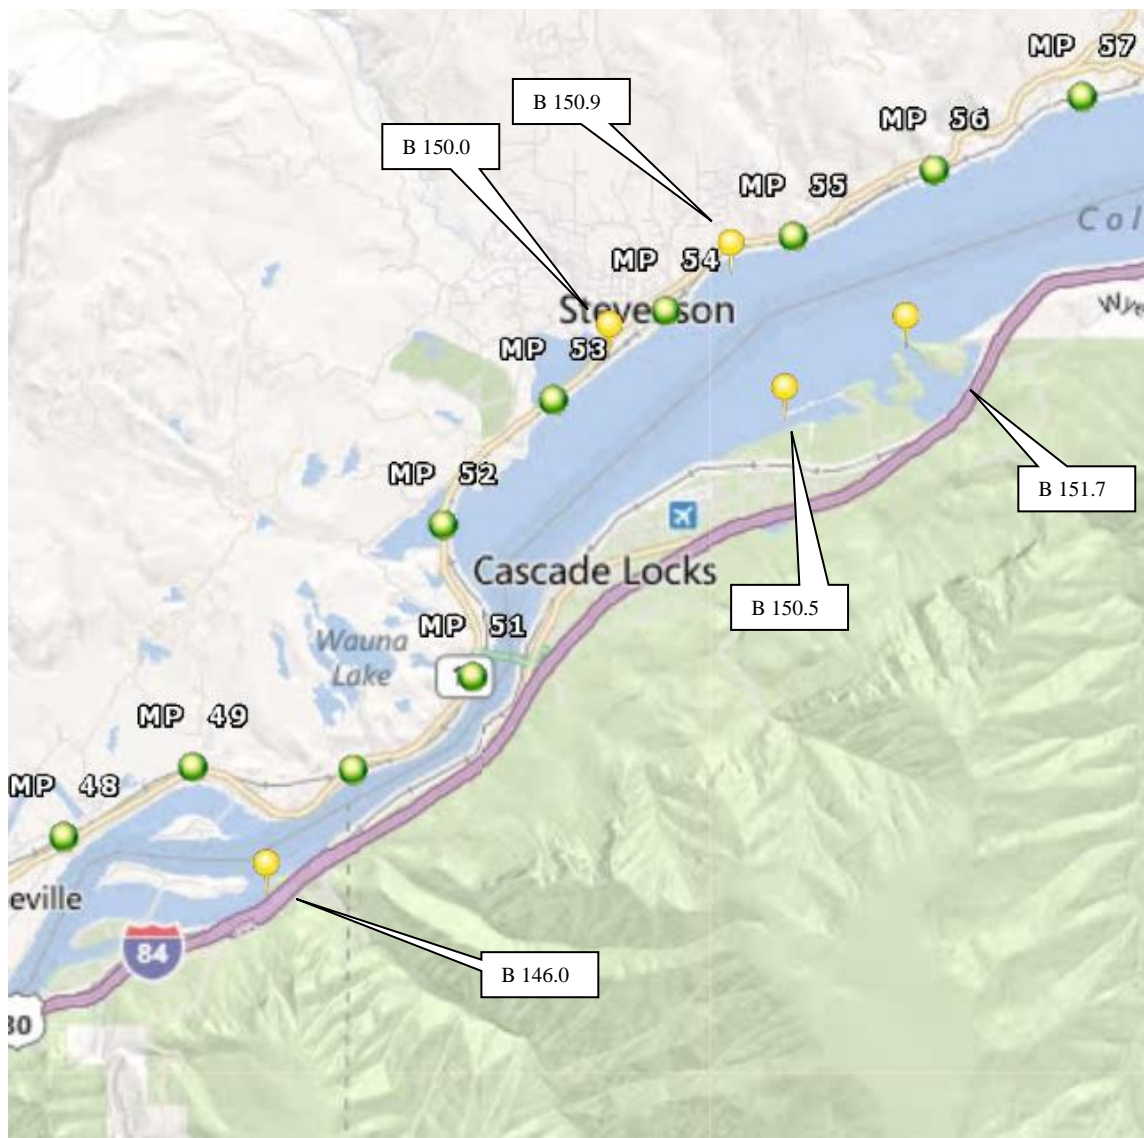 MP 57
B 150.9
MP 56
B 150.0
MP 55
Col
MP 54
Stevenson
MP 53
B 151.7
MP 52
Cascade Locks
B 150.5
MP 51
Wauna
Lake
MP 49
MP 48
eville
84
B 146.0
30